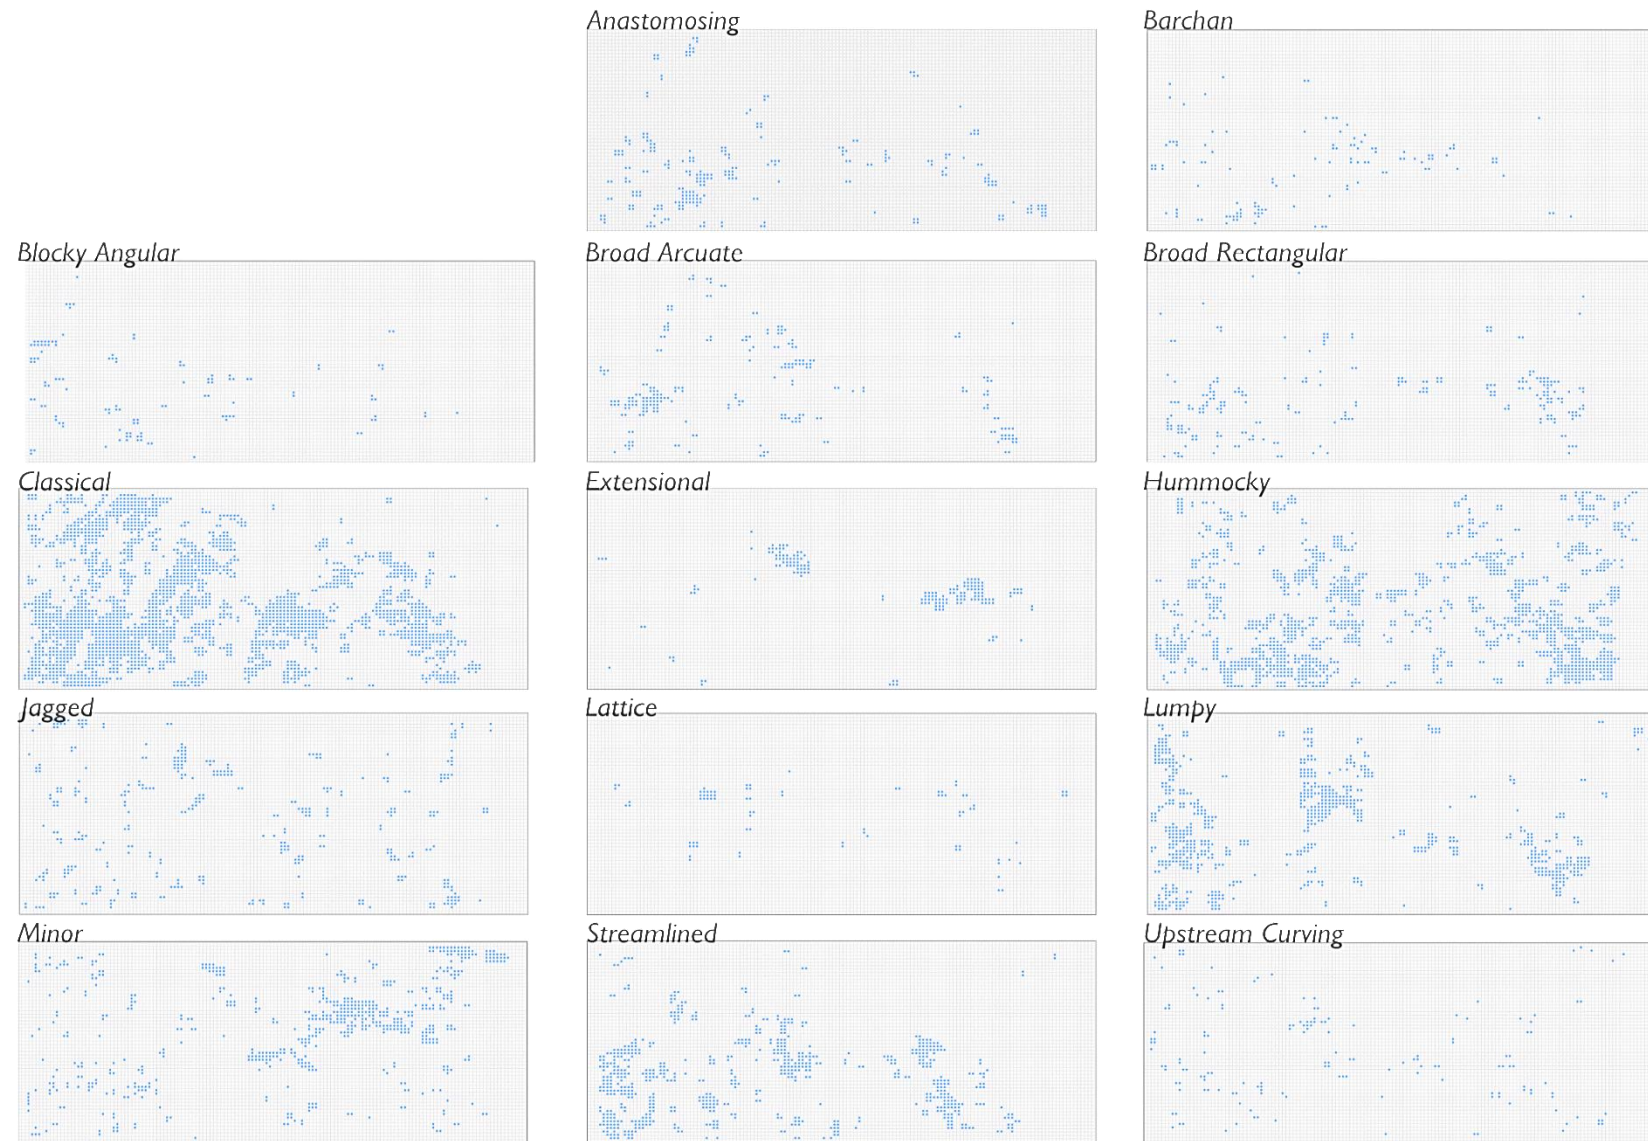 Anastomosing
Barchan
Blocky Angular
Broad Arcuate
Broad Rectangular
Classical
Extensional
Hummocky
Jagged
Lattice
Lumpy
Minor
Streamlined
Upstream Curving